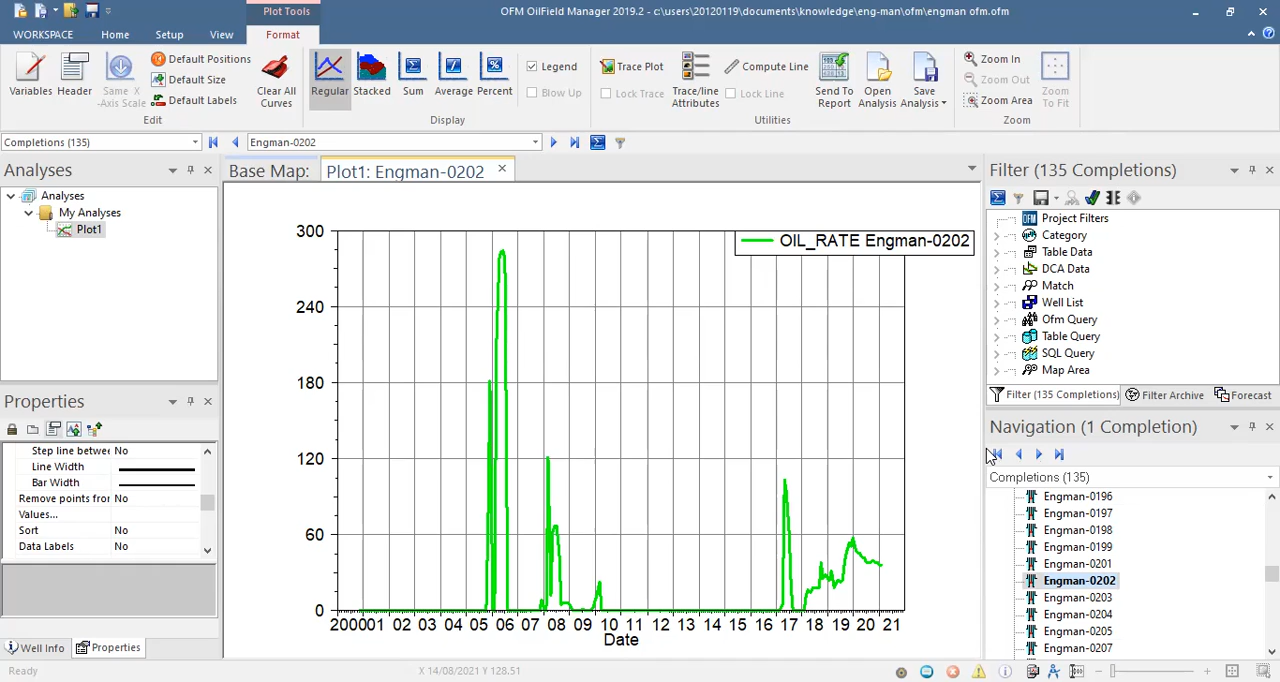 Plot Tools
OFM OilField Manager 2019.2 - c:\users\20120119\documents\knowledge\eng-man\ofm\engman ofm.ofm
WORKSPACE Home Setup View Format
Variables
Header
Same X
-Axis Scale
Default Positions
Default Size
Default Labels
Edit
Clear All
Curves
Regular Stacked Sum Average Percent
Legend
Blow Up
Display
Trace Plot
Lock Trace
Trace/line
Attributes
Compute Line
Lock Line
Utilities
Send To
Report
Open
Analysis
Save
Analysis
Zoom In
Zoom Out
Zoom Area
Zoom
To Fit
Zoom
Completions (135)
Engman-0202
Analyses
Analyses
My Analyses
Plot1
Base Map:
Plot1: Engman-0202
OIL_RATE Engman-0202
300
240
180
120
60
0
200001 02 03 04 05 06 07 08 09 10 11 12 13 14 15 16 17 18 19 20 21
Date
Properties
Step line betwee No
Line Width
Bar Width
Remove points fror No
Values...
Sort No
Data Labels No
Well Info
Properties
Filter (135 Completions)
Project Filters
Category
Table Data
DCA Data
Match
Well List
Ofm Query
Table Query
SQL Query
Map Area
Filter (135 Completions)
Filter Archive
Forecast
Navigation (1 Completion)
Completions (135)
Engman-0196
Engman-0197
Engman-0198
Engman-0199
Engman-0201
Engman-0202
Engman-0203
Engman-0204
Engman-0205
Engman-0207
Ready
X 14/08/2021 Y 128.51